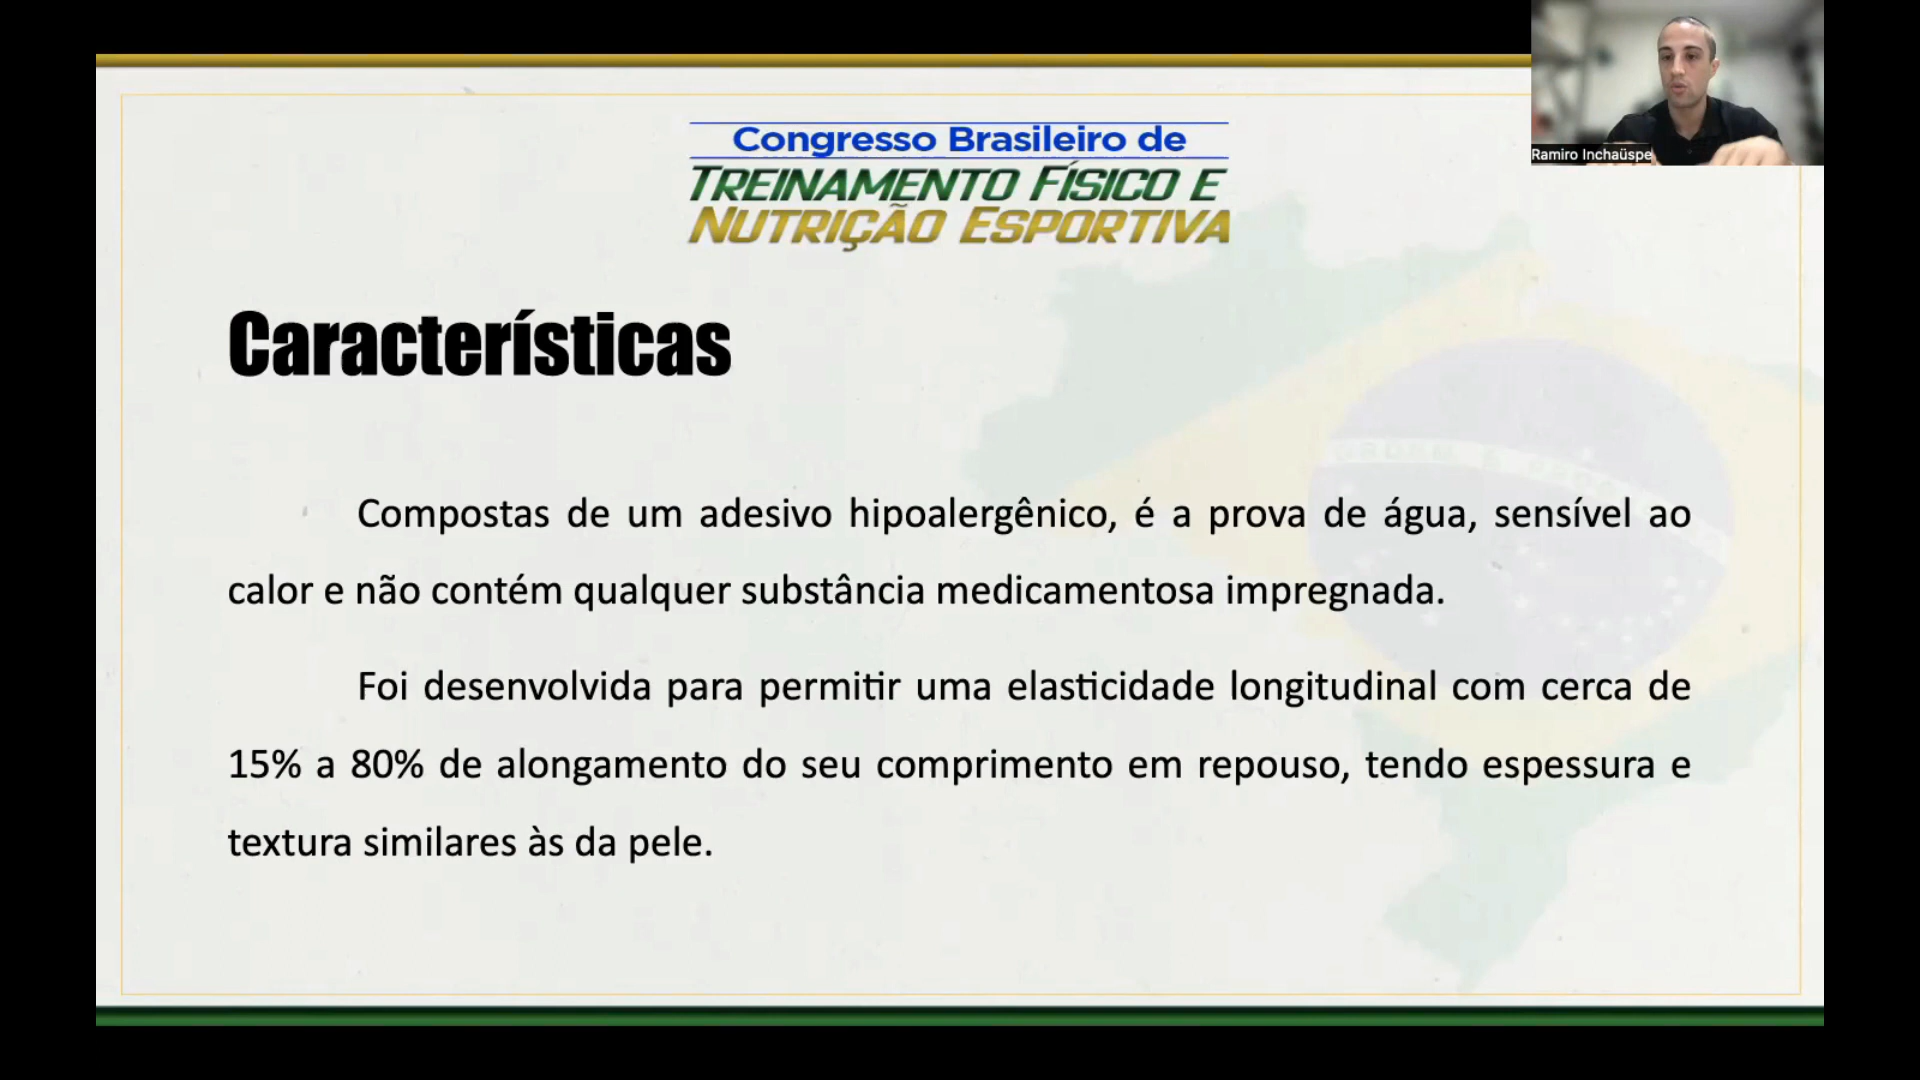 Congresso Brasileiro de
TREINAMENTO FÍSICO E
NUTRIÇÃO ESPORTIVA
Ramiro Inchaüspe
Características
Compostas de um adesivo hipoalergênico, é a prova de água, sensível ao
calor e não contém qualquer substância medicamentosa impregnada.
Foi desenvolvida para permitir uma elasticidade longitudinal com cerca de
15% a 80% de alongamento do seu comprimento em repouso, tendo espessura e
textura similares às da pele.